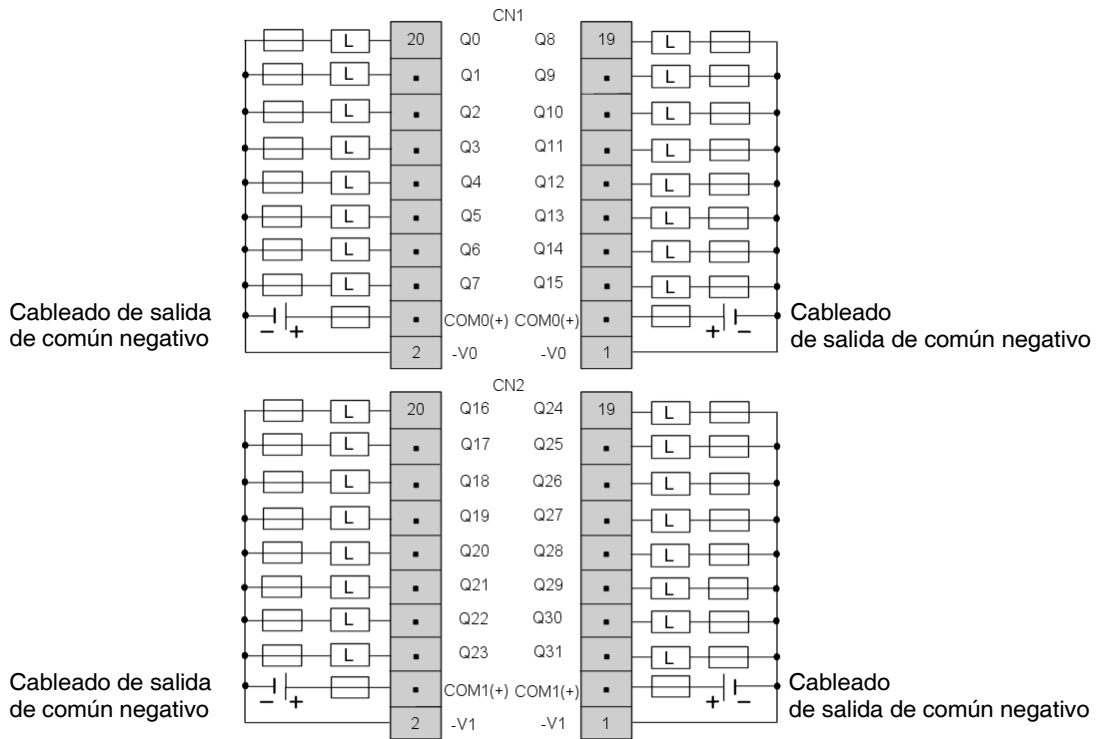 CN1
L 20 Q0 Q8 19 L
L Q1 Q9 L
L Q2 Q10 L
L Q3 Q11 L
L Q4 Q12 L
L Q5 Q13 L
L Q6 Q14 L
L Q7 Q15 L
Cableado de salida
de común negativo
− + COM0(+) COM0(+) + −
2 -V0 -V0 1
Cableado
de salida de común negativo
CN2
L 20 Q16 Q24 19 L
L Q17 Q25 L
L Q18 Q26 L
L Q19 Q27 L
L Q20 Q28 L
L Q21 Q29 L
L Q22 Q30 L
L Q23 Q31 L
Cableado de salida
de común negativo
− + COM1(+) COM1(+) + −
2 -V1 -V1 1
Cableado
de salida de común negativo